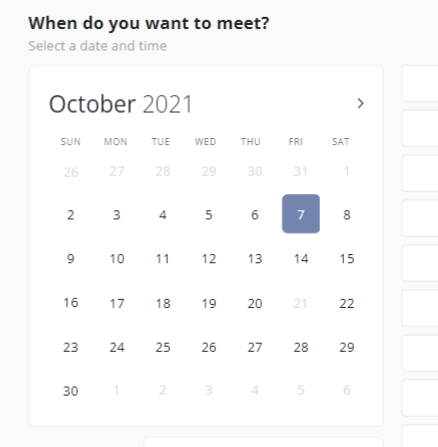 When do you want to meet?
Select a date and time
October 2021
SUN MON TUE WED THU FRI SAT
26 27 28 29 30 31 1
2 3 4 5 6 7 8
9 10 11 12 13 14 15
16 17 18 19 20 21 22
23 24 25 26 27 28 29
30 1 2 3 4 5 6